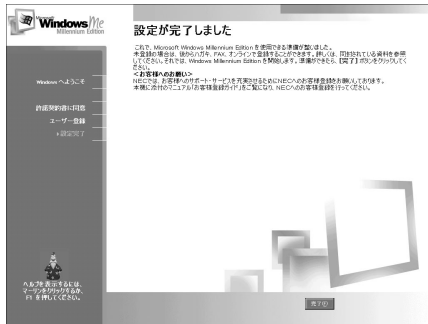 Microsoft
Windows Me
Millennium Edition
Windows へようこそ
許諾契約書に同意
ユーザー登録
設定完了
ヘルプを表示するには、
マーリンをクリックするか、
F1 を押してください。
設定が完了しました
これで、Microsoft Windows Millennium Edition を使用できる準備が整いました。
未登録の場合は、後からハガキ、FAX、オンラインで登録することができます。詳しくは、同封されている資料を参照
してください。それでは、Windows Millennium Edition を開始します。準備ができたら、[完了] ボタンをクリックしてく
ださい。
<お客様へのお願い>
NECでは、お客様へのサポート・サービスを充実させるためにNECへのお客様登録をお願いしております。
本機に添付のマニュアル「お客様登録ガイド」をご覧になり、NECへのお客様登録を行ってください。
完了(F)